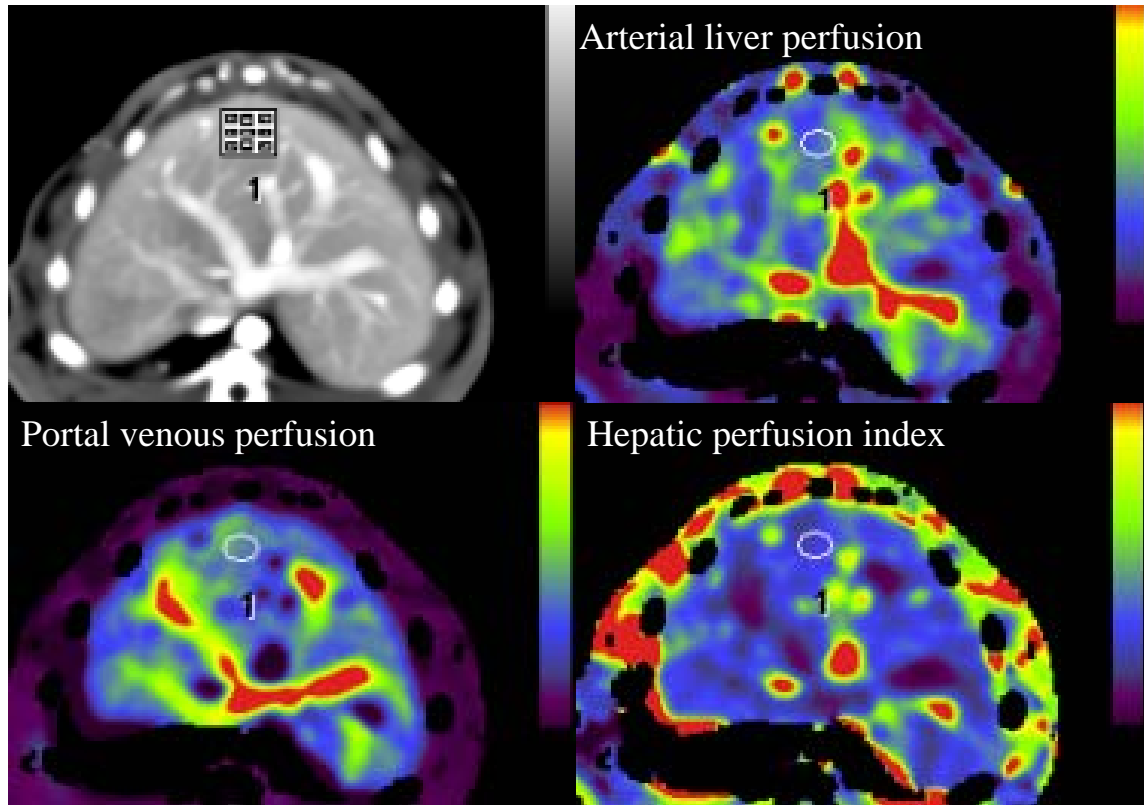 Arterial liver perfusion
1
1
Portal venous perfusion
Hepatic perfusion index
1
1